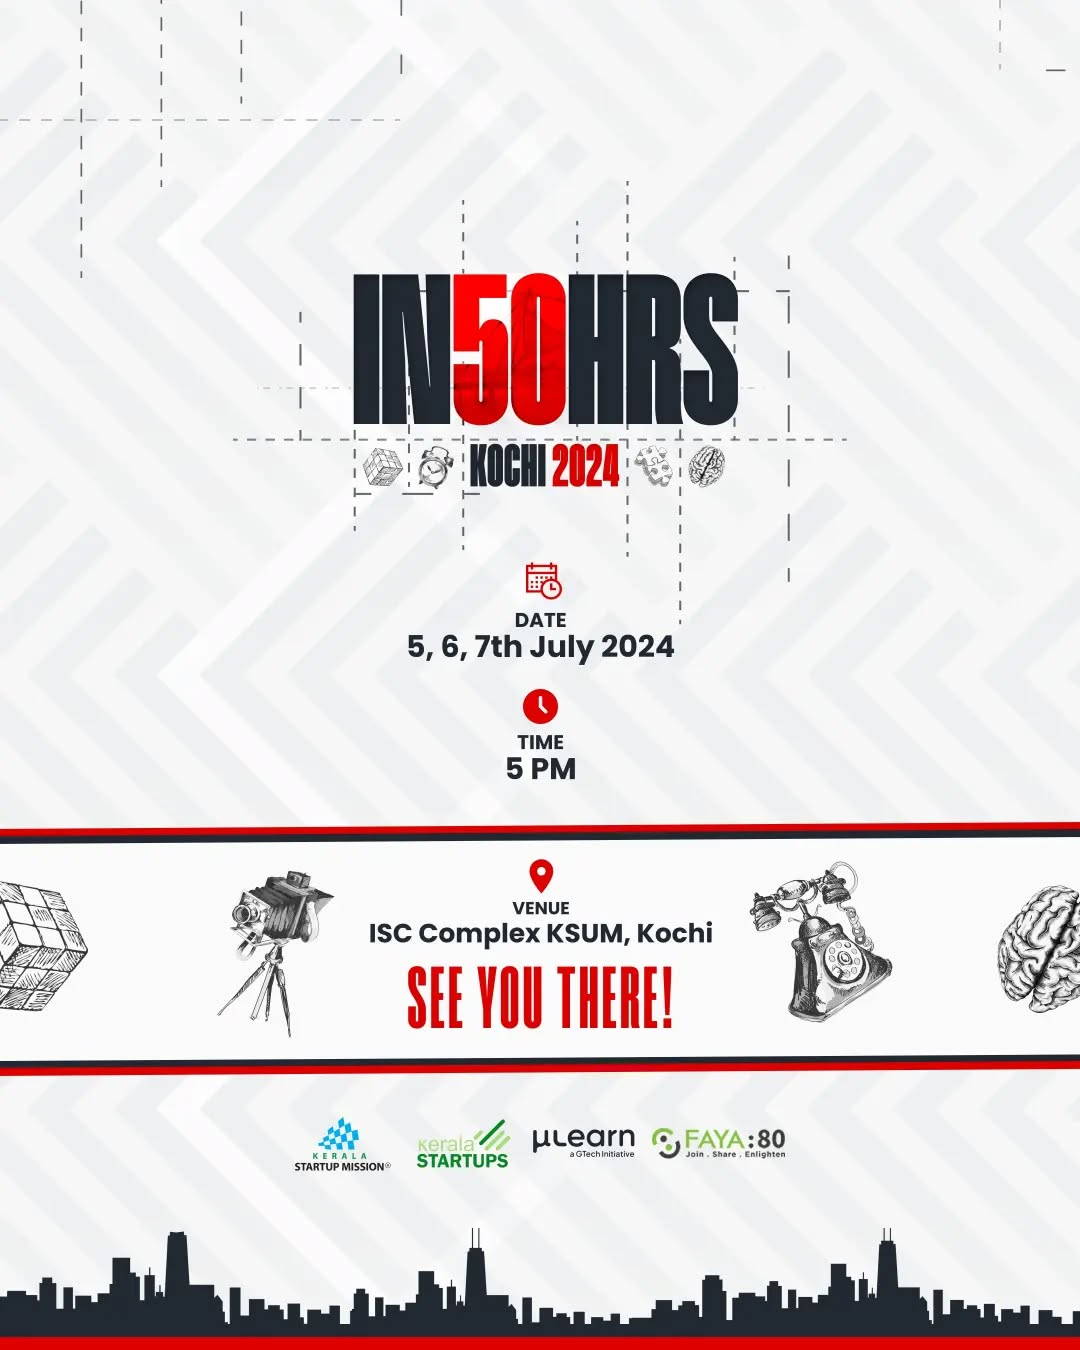 IN50HRS
KOCHI 2024
DATE
5, 6, 7th July 2024
TIME
5 PM
VENUE
ISC Complex KSUM, Kochi
SEE YOU THERE!
KERALA
STARTUP MISSION®
kerala
STARTUPS
µLearn
a GTech Initiative
FAYA:80
Join . Share . Enlighten